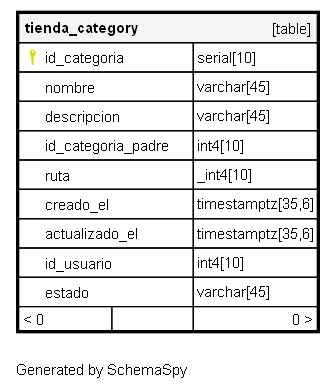 tienda_category [table]
id_categoria serial[10]
nombre varchar[45]
descripcion varchar[45]
id_categoria_padre int4[10]
ruta _int4[10]
creado_el timestamptz[35,6]
actualizado_el timestamptz[35,6]
id_usuario int4[10]
estado varchar[45]
< 0 0 >
Generated by SchemaSpy